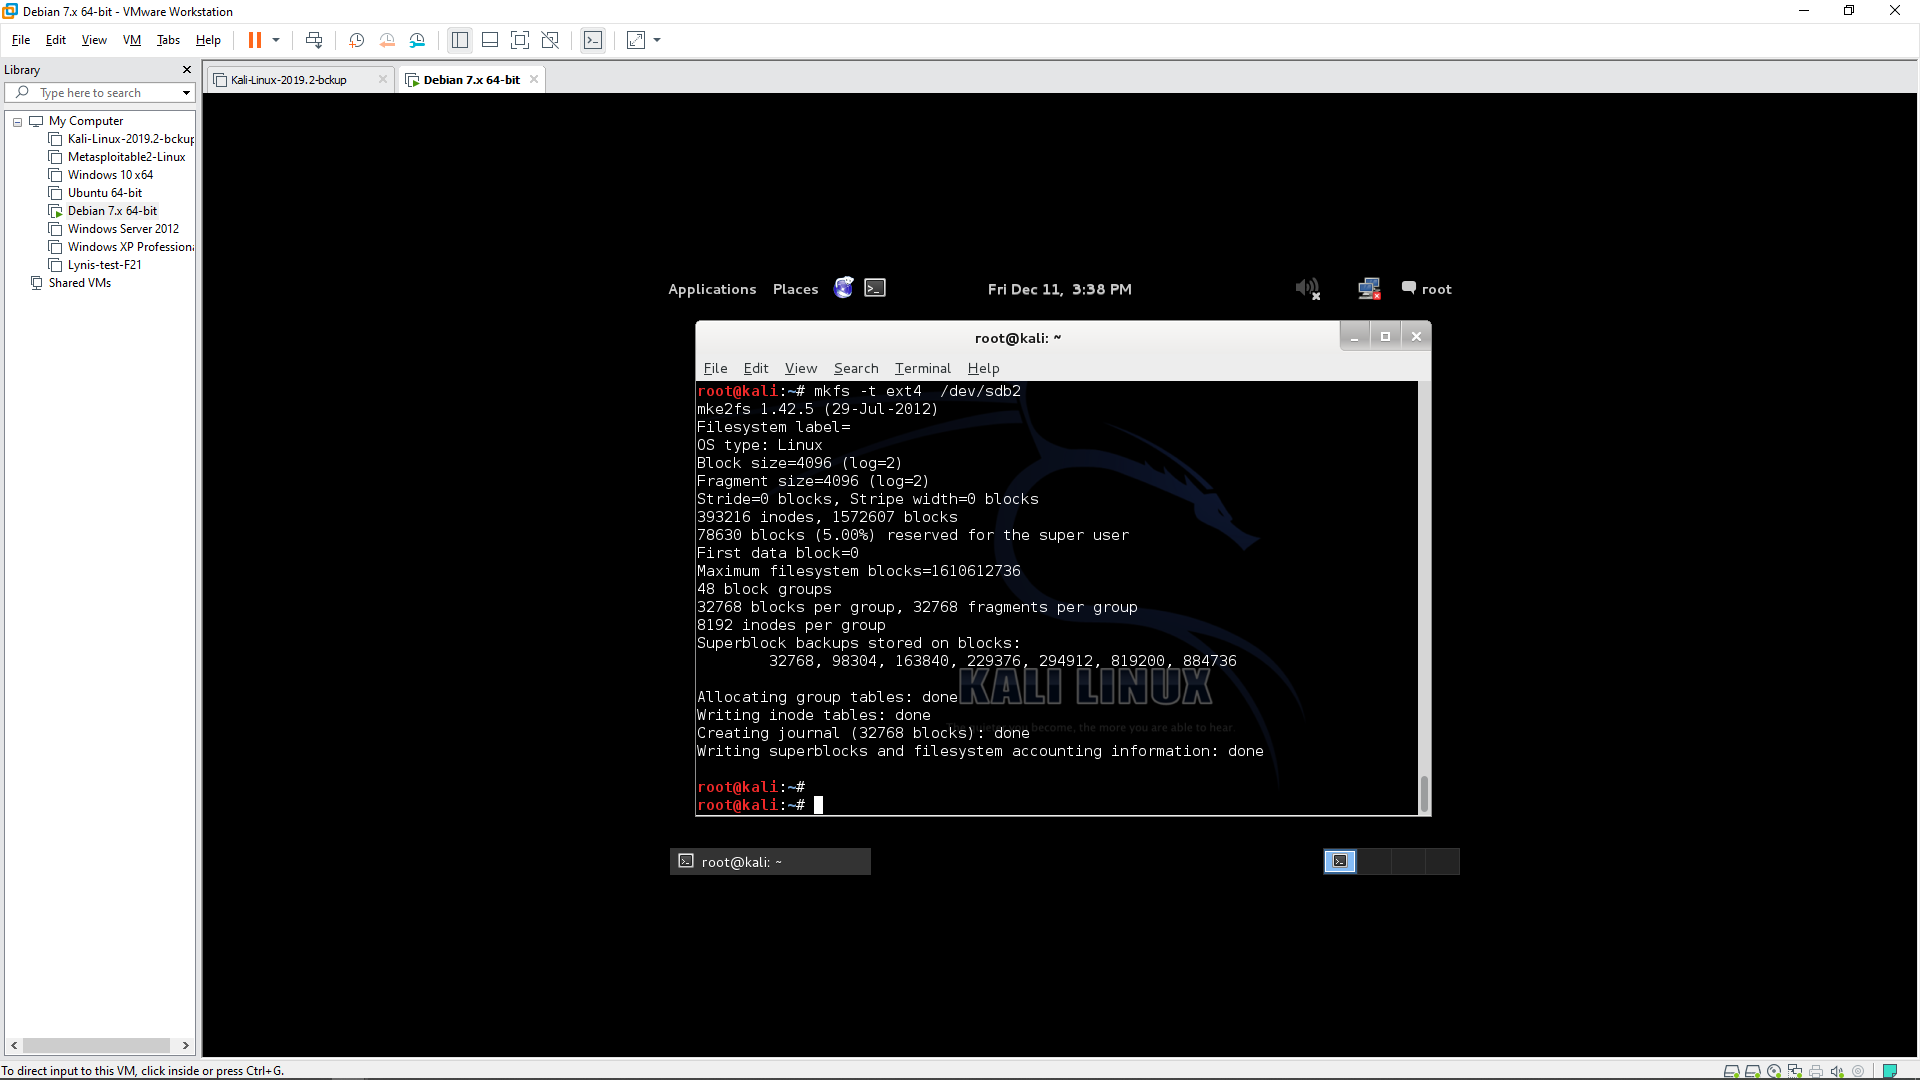 Debian 7.x 64-bit - VMware Workstation
File Edit View VM Tabs Help
Library
Type here to search
My Computer
Kali-Linux-2019.2-bckup
Metasploitable2-Linux
Windows 10 x64
Ubuntu 64-bit
Debian 7.x 64-bit
Windows Server 2012
Windows XP Professiona
Lynis-test-F21
Shared VMs
Kali-Linux-2019.2-bckup Debian 7.x 64-bit
Applications Places Fri Dec 11, 3:38 PM root
root@kali: ~
File Edit View Search Terminal Help
root@kali:~# mkfs -t ext4  /dev/sdb2
mke2fs 1.42.5 (29-Jul-2012)
Filesystem label=
OS type: Linux
Block size=4096 (log=2)
Fragment size=4096 (log=2)
Stride=0 blocks, Stripe width=0 blocks
393216 inodes, 1572607 blocks
78630 blocks (5.00%) reserved for the super user
First data block=0
Maximum filesystem blocks=1610612736
48 block groups
32768 blocks per group, 32768 fragments per group
8192 inodes per group
Superblock backups stored on blocks:
32768, 98304, 163840, 229376, 294912, 819200, 884736
KALI LINUX
Allocating group tables: done
Writing inode tables: done
The quieter you become, the more you are able to hear.
Creating journal (32768 blocks): done
Writing superblocks and filesystem accounting information: done
root@kali:~#
root@kali:~#
root@kali: ~
To direct input to this VM, click inside or press Ctrl+G.